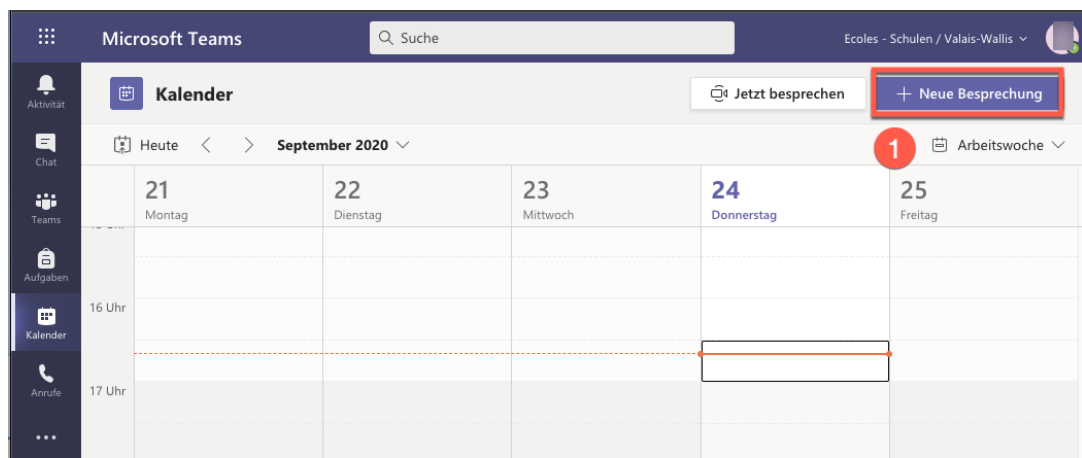 Microsoft Teams
Suche
Ecoles - Schulen / Valais-Wallis
Aktivität
Chat
Teams
Aufgaben
Kalender
Anrufe
Kalender
Jetzt besprechen
+ Neue Besprechung
1
Heute
September 2020
Arbeitswoche
21
Montag
22
Dienstag
23
Mittwoch
24
Donnerstag
25
Freitag
16 Uhr
17 Uhr